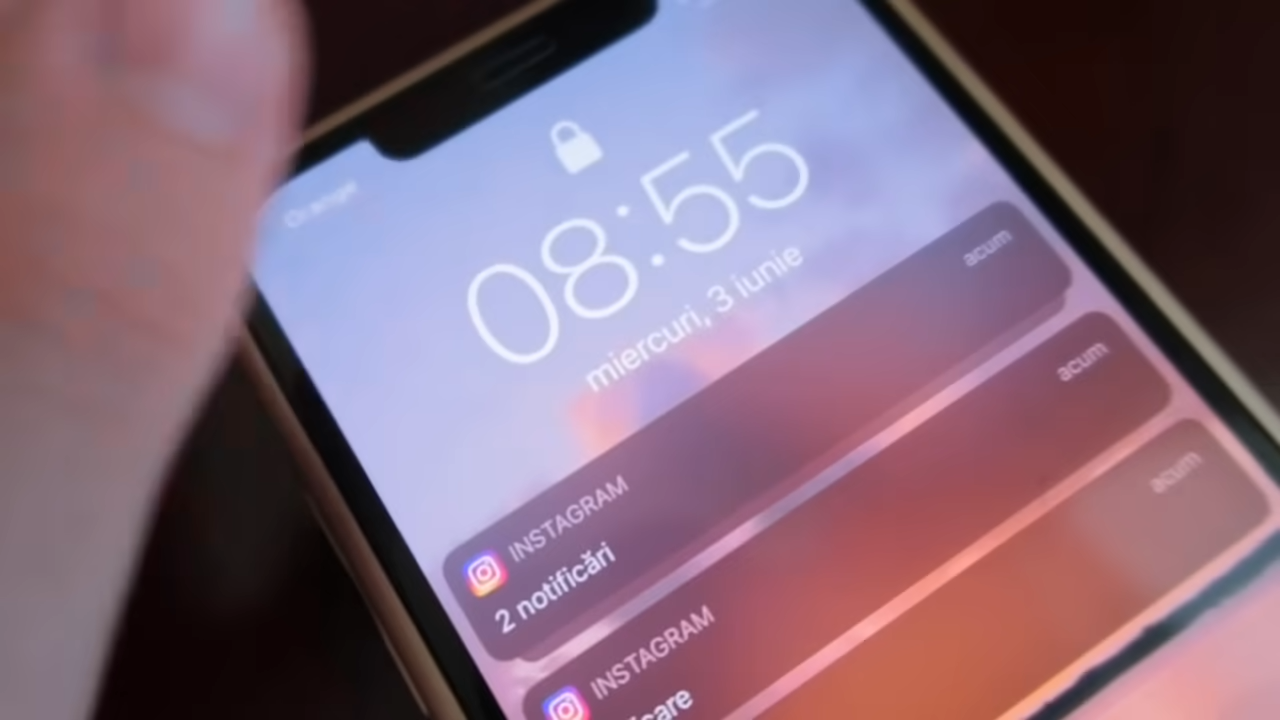 Orange
08:55
miercuri, 3 iunie
INSTAGRAM acum
2 notificări
INSTAGRAM acum
acum